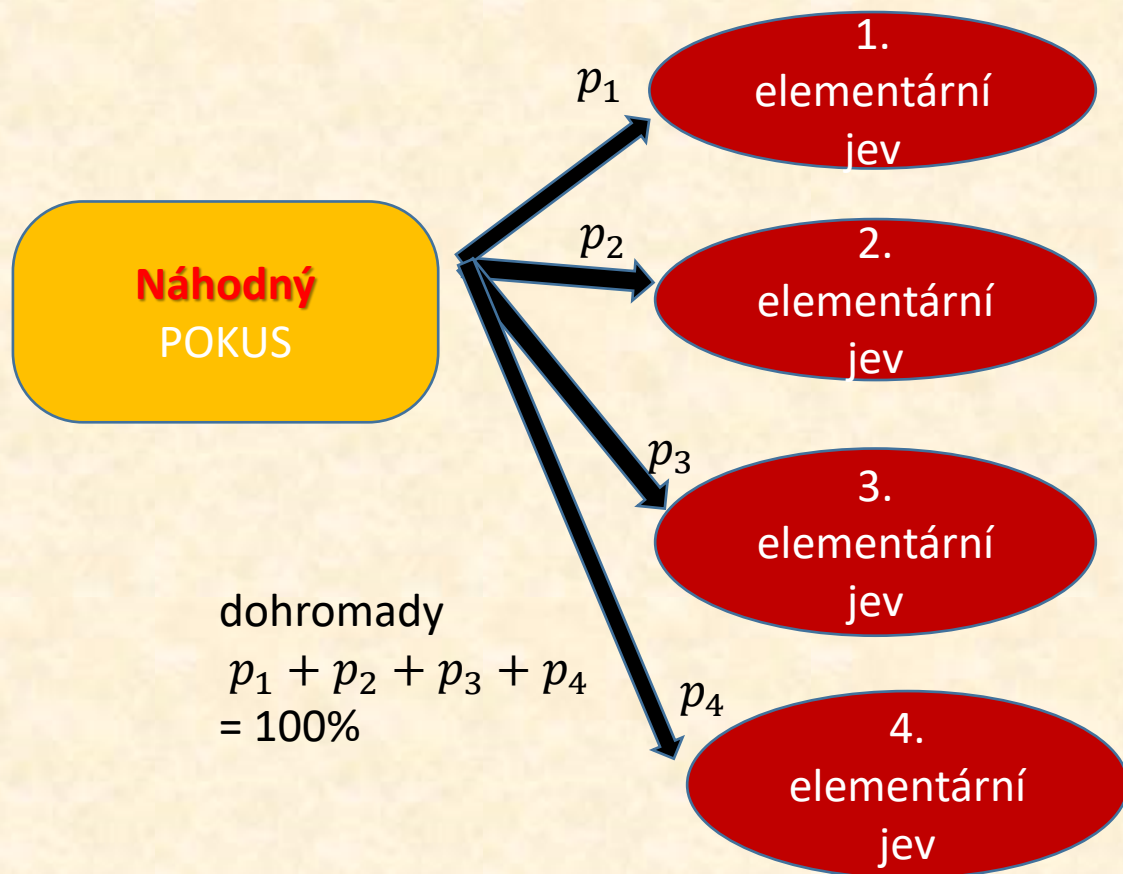 Náhodný
POKUS
p₁
1.
elementární
jev
p₂
2.
elementární
jev
p₃
3.
elementární
jev
p₄
4.
elementární
jev
dohromady
p₁ + p₂ + p₃ + p₄
= 100%